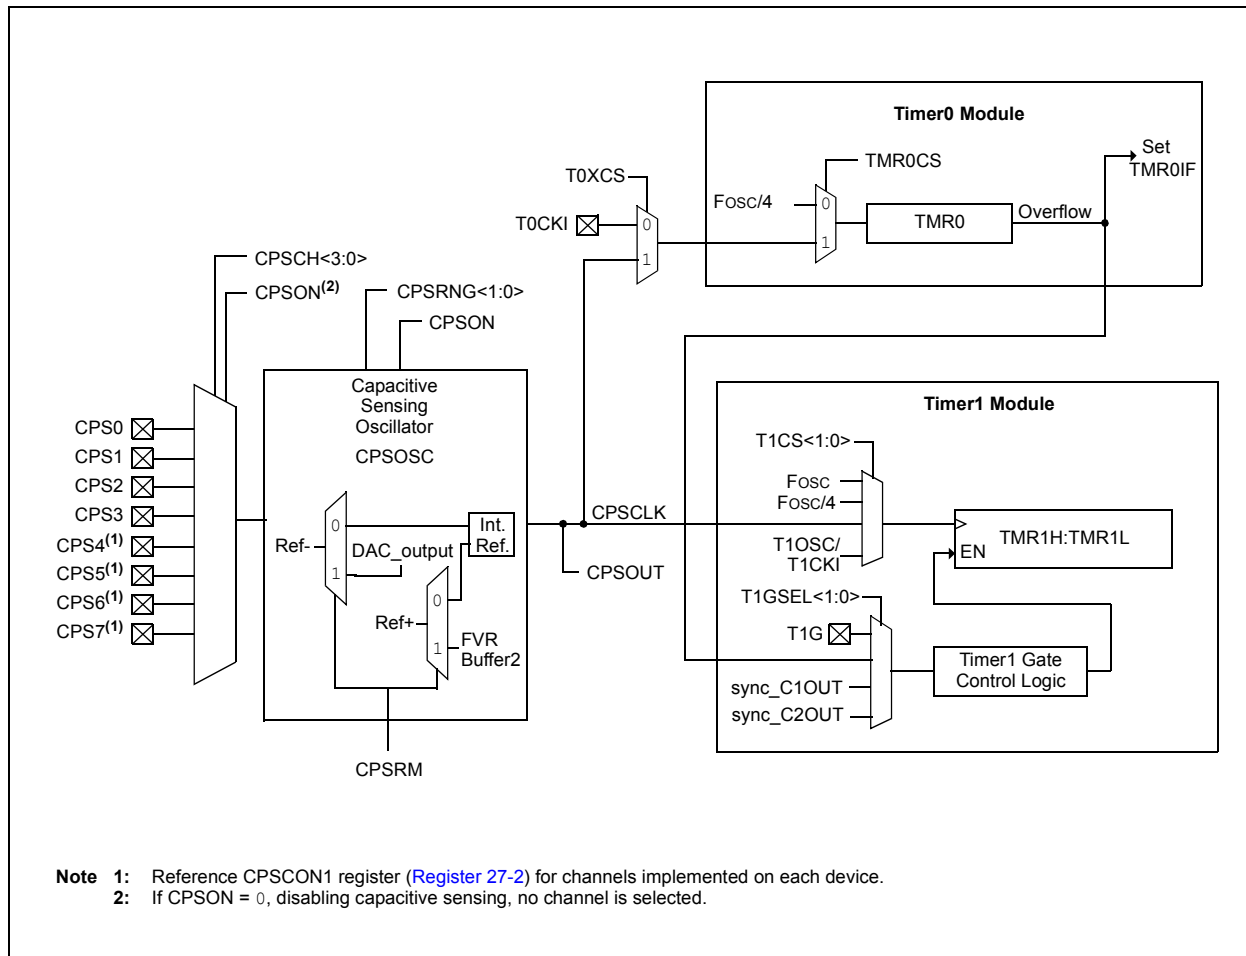 Timer0 Module
Set
TMR0IF
TMR0CS
T0XCS
FOSC/4
0
1
TMR0
Overflow
T0CKI
0
1
CPSCH<3:0>
CPSON(2)
CPSRNG<1:0>
CPSON
Capacitive
Sensing
Oscillator
CPSOSC
CPS0
CPS1
CPS2
CPS3
CPS4(1)
CPS5(1)
CPS6(1)
CPS7(1)
Ref-
0
1
DAC_output
Int.
Ref.
Ref+
0
1
FVR
Buffer2
CPSRM
CPSCLK
CPSOUT
Timer1 Module
T1CS<1:0>
FOSC
FOSC/4
T1OSC/
T1CKI
EN
TMR1H:TMR1L
T1GSEL<1:0>
T1G
sync_C1OUT
sync_C2OUT
Timer1 Gate
Control Logic
Note 1: Reference CPSCON1 register (Register 27-2) for channels implemented on each device.
2: If CPSON = 0, disabling capacitive sensing, no channel is selected.